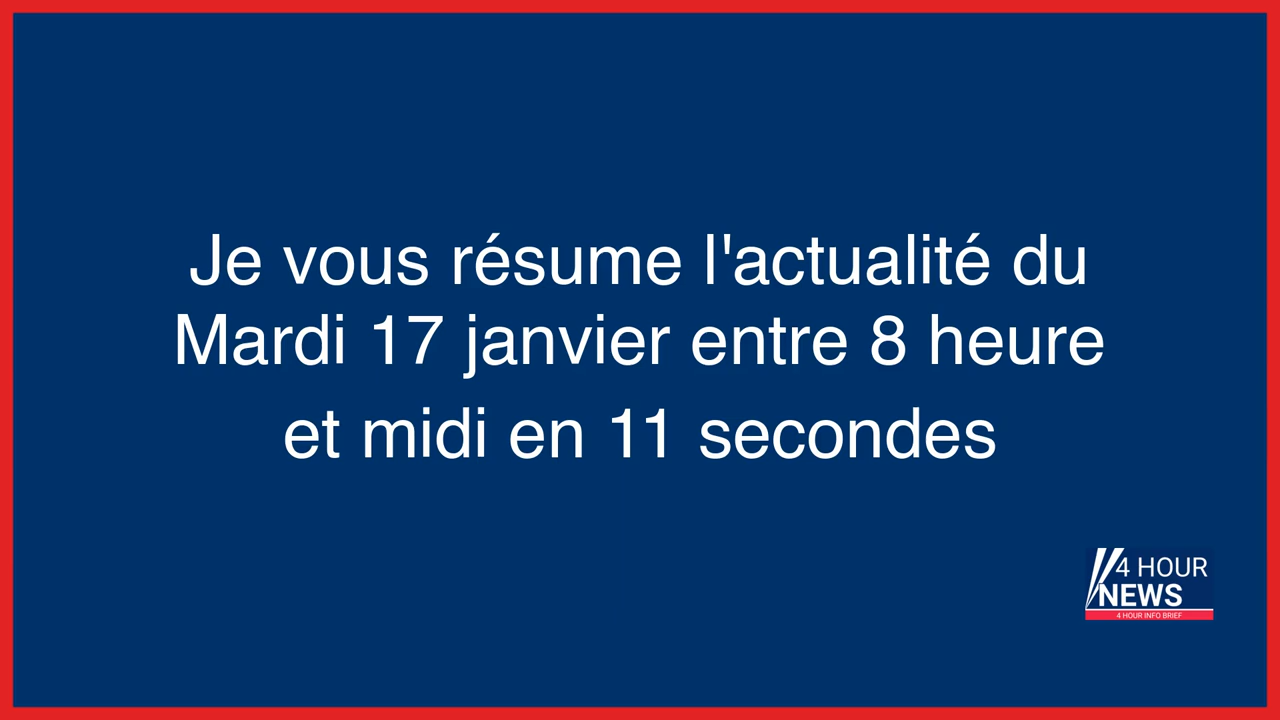 Je vous résume l'actualité du
Mardi 17 janvier entre 8 heure
et midi en 11 secondes
4 HOUR
NEWS
4 HOUR INFO BRIEF